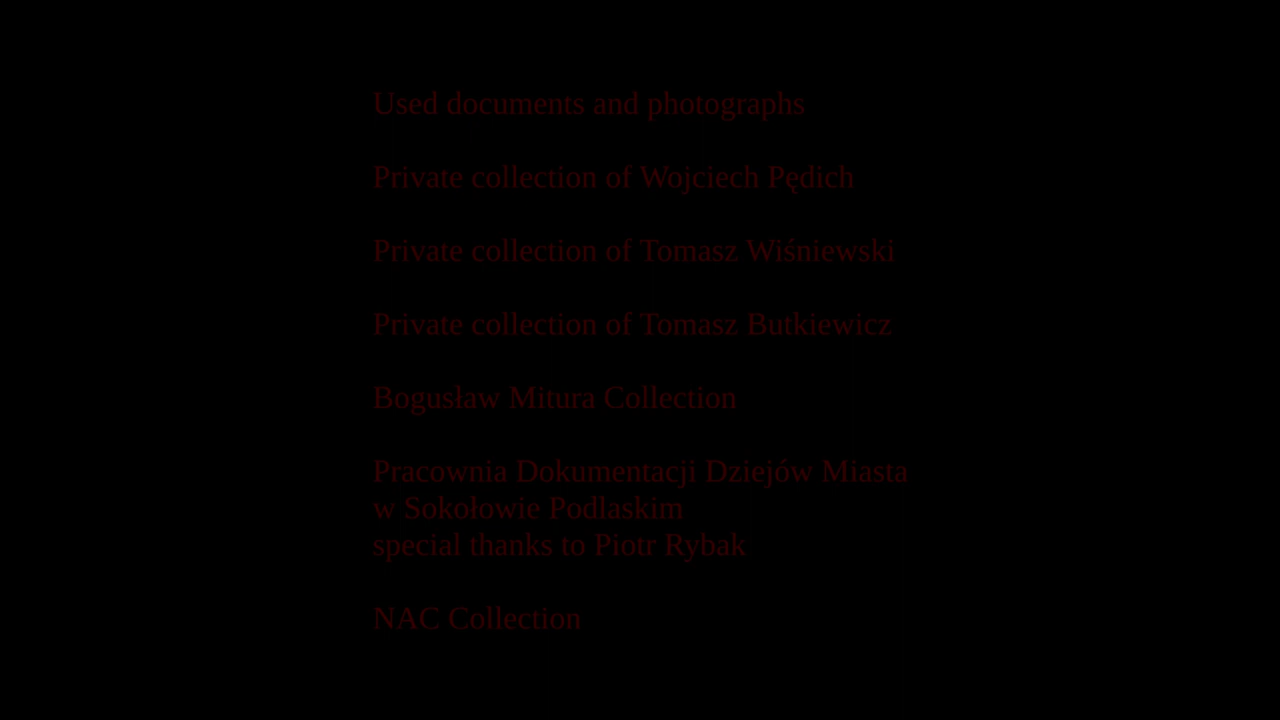 Used documents and photographs
Private collection of Wojciech Pędich
Private collection of Tomasz Wiśniewski
Private collection of Tomasz Butkiewicz
Bogusław Mitura Collection
Pracownia Dokumentacji Dziejów Miasta
w Sokołowie Podlaskim
special thanks to Piotr Rybak
NAC Collection